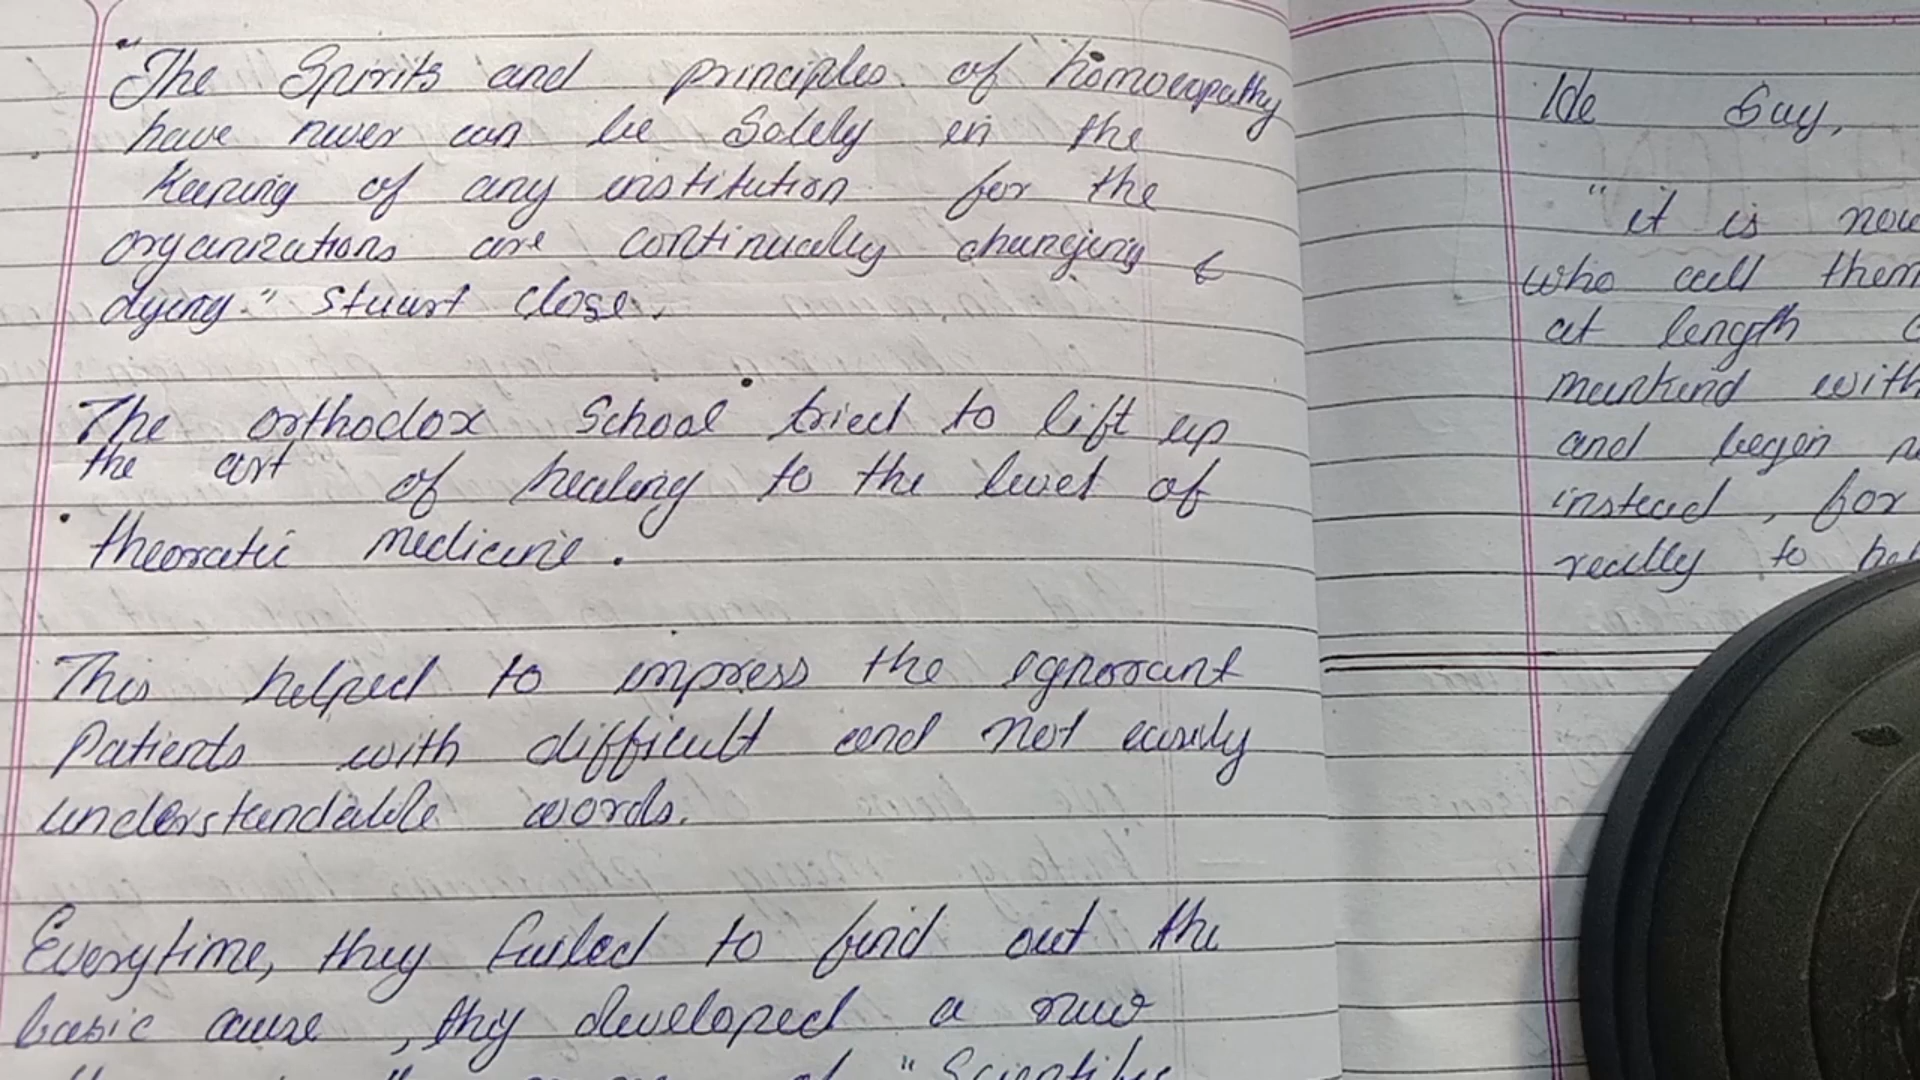 "The Spirits and principles of homoeopathy
have never can be Solely in the
Keeping of any institution for the
organizations are continually changing &
dying." Stuart Close.
The orthodox School tried to lift up
the art of healing to the level of
theoratic medicine.
This helped to impress the ignorant
Patients with difficult and not easily
understandable words.
Everytime, they failed to find out the
basic cause, thy developed a new
" Scientific
Ide Guy,
"it is now
who call them
at length
mankind with
and begin
instead, for
really to